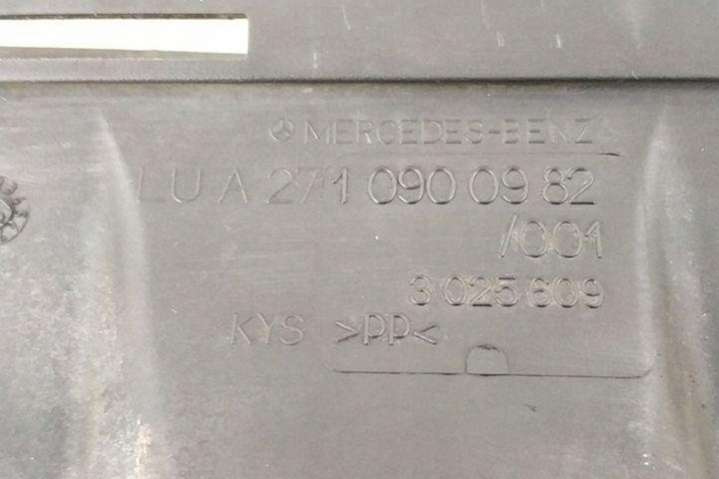 MERCEDES-BENZ
LU A 271 090 09 82
/001
3 025 609
KYS >PP<